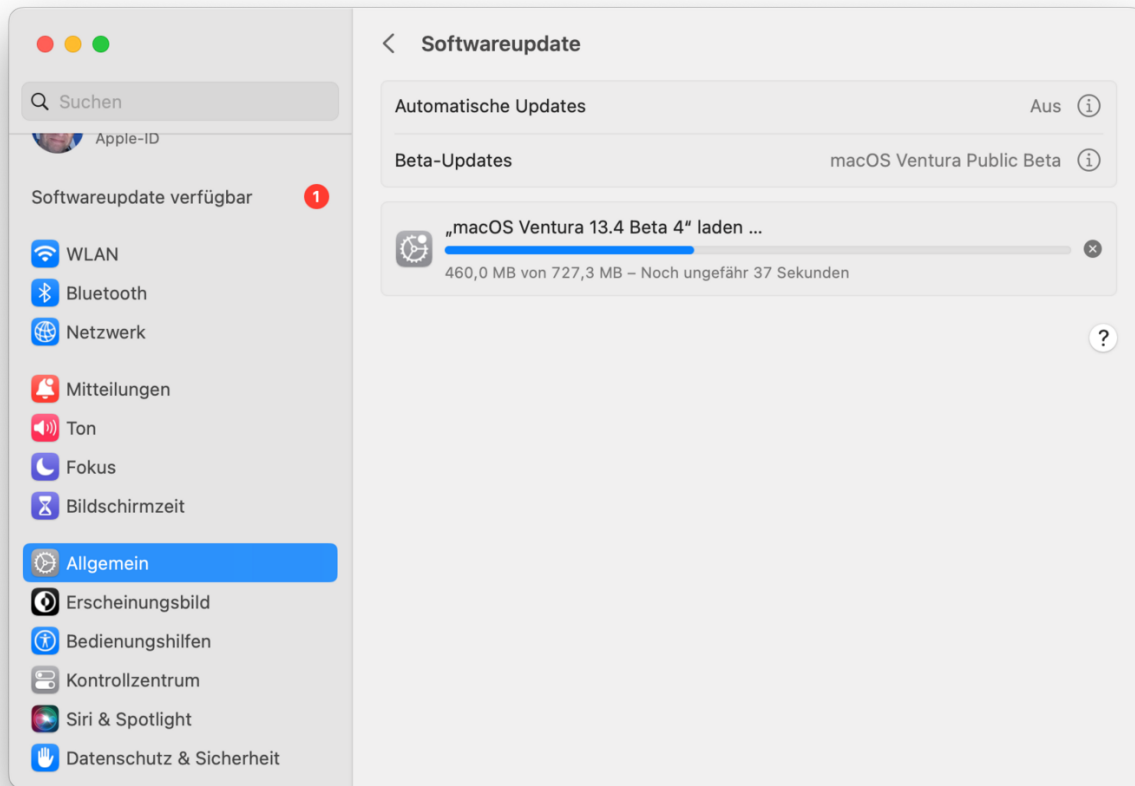 Suchen
Apple-ID
Softwareupdate verfügbar 1
WLAN
Bluetooth
Netzwerk
Mitteilungen
Ton
Fokus
Bildschirmzeit
Allgemein
Erscheinungsbild
Bedienungshilfen
Kontrollzentrum
Siri & Spotlight
Datenschutz & Sicherheit
Softwareupdate
Automatische Updates Aus
Beta-Updates macOS Ventura Public Beta
„macOS Ventura 13.4 Beta 4“ laden ...
460,0 MB von 727,3 MB – Noch ungefähr 37 Sekunden
?